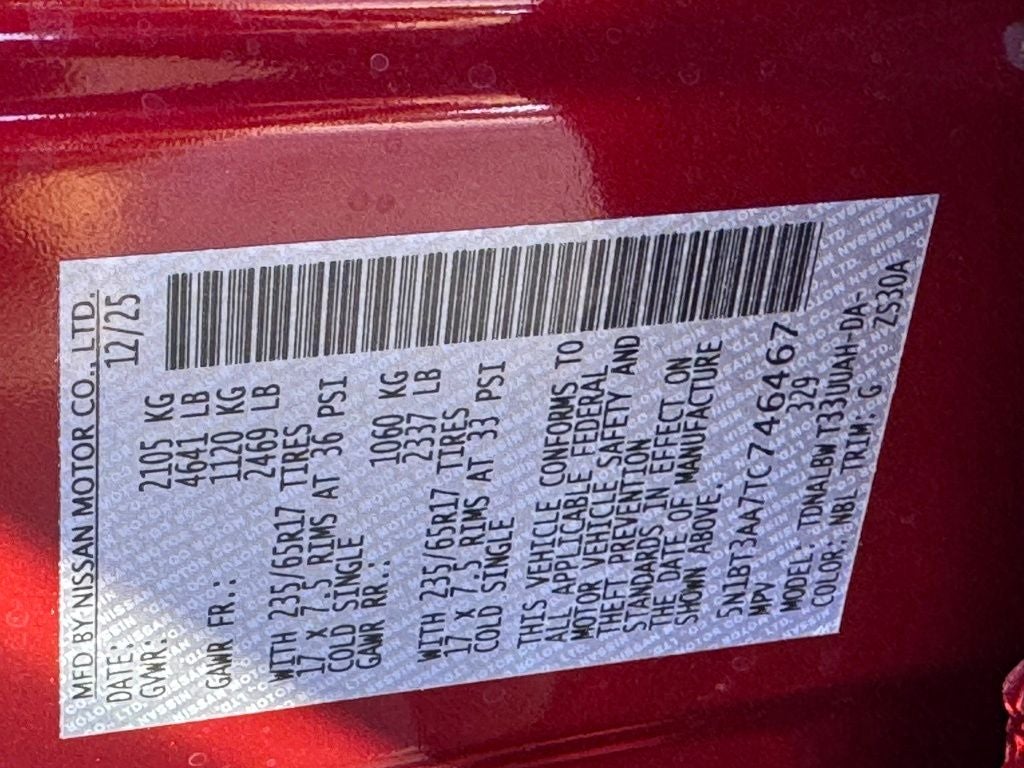 MFD BY NISSAN MOTOR CO., LTD.
DATE: 12/25
GVWR: 2105 KG
4641 LB
GAWR FR.: 1120 KG
2469 LB
WITH 235/65R17 TIRES
17 X 7.5 RIMS AT 36 PSI
COLD SINGLE
GAWR RR.: 1060 KG
2337 LB
WITH 235/65R17 TIRES
17 X 7.5 RIMS AT 33 PSI
COLD SINGLE
THIS VEHICLE CONFORMS TO
ALL APPLICABLE FEDERAL
MOTOR VEHICLE SAFETY AND
THEFT PREVENTION
STANDARDS IN EFFECT ON
THE DATE OF MANUFACTURE
SHOWN ABOVE.
5N1BT3AA7TC746467
MPV 329
MODEL: TDNALBW T33UUAH-DA-
COLOR: NBL TRIM: G ZS30A